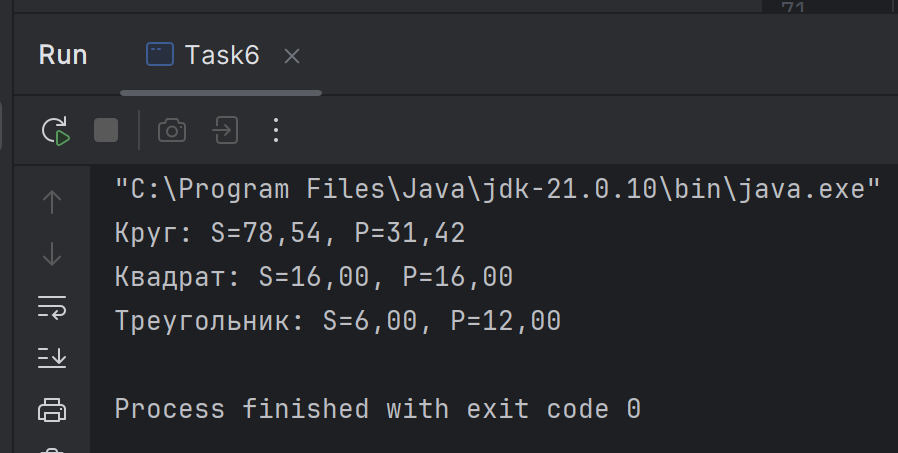 71
Run Task6
"C:\Program Files\Java\jdk-21.0.10\bin\java.exe"
Круг: S=78,54, P=31,42
Квадрат: S=16,00, P=16,00
Треугольник: S=6,00, P=12,00
Process finished with exit code 0